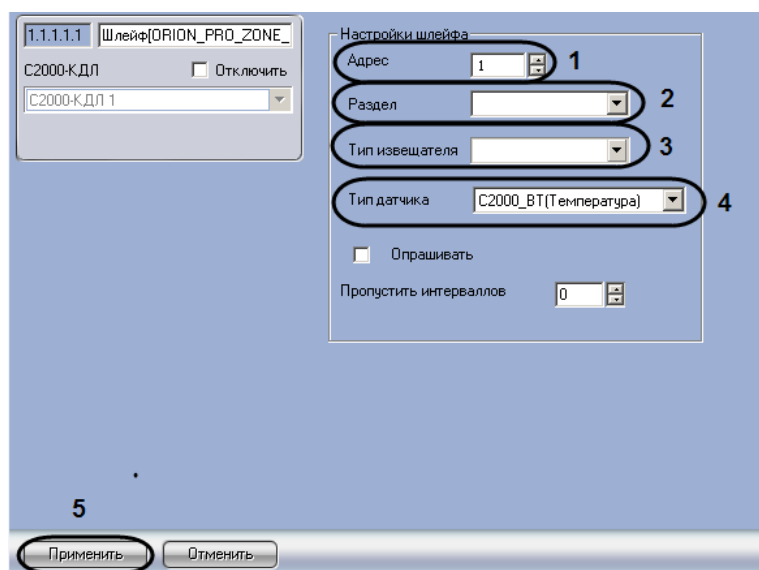 1.1.1.1.1 Шлейф[ORION_PRO_ZONE_
С2000-КДЛ Отключить
С2000-КДЛ 1
Настройки шлейфа
Адрес 1 1
Раздел 2
Тип извещателя 3
Тип датчика С2000_ВТ(Температура) 4
Опрашивать
Пропустить интерваллов 0
5
Применить Отменить